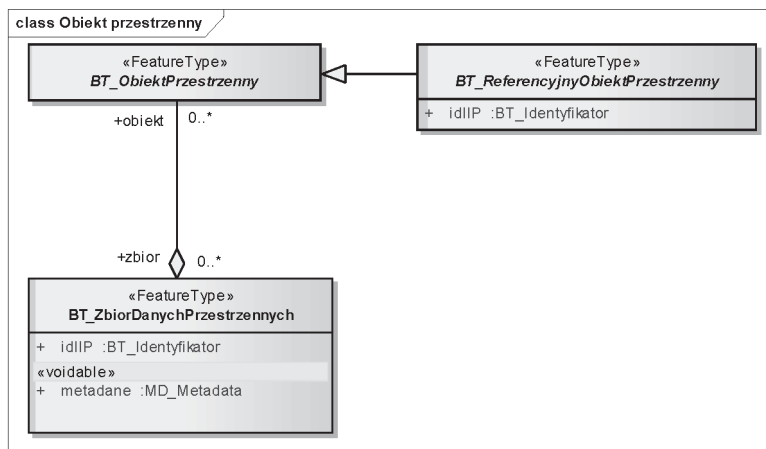 class Obiekt przestrzenny
«FeatureType»
BT_ObiektPrzestrzenny
«FeatureType»
BT_ReferencyjnyObiektPrzestrzenny
+ idIIP :BT_Identyfikator
+obiekt 0..*
+zbior 0..*
«FeatureType»
BT_ZbiorDanychPrzestrzennych
+ idIIP :BT_Identyfikator
«voidable»
+ metadane :MD_Metadata